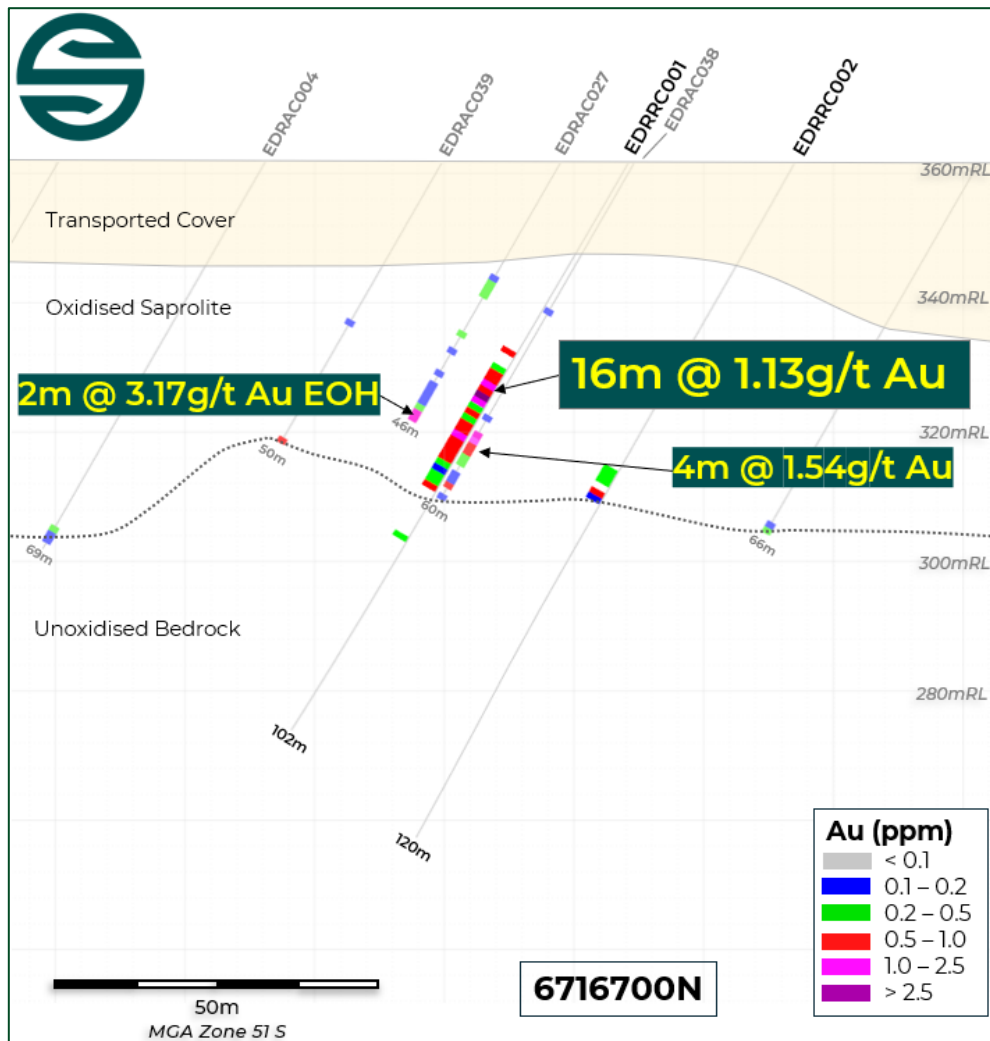 EDRAC004
EDRAC039
EDRAC027
EDRRC001
EDRAC038
EDRRC002
360mRL
Transported Cover
340mRL
Oxidised Saprolite
16m @ 1.13g/t Au
2m @ 3.17g/t Au EOH
46m
320mRL
50m
4m @ 1.54g/t Au
60m
66m
69m
300mRL
Unoxidised Bedrock
280mRL
102m
120m
Au (ppm)
< 0.1
0.1 – 0.2
0.2 – 0.5
0.5 – 1.0
1.0 – 2.5
> 2.5
6716700N
50m
MGA Zone 51 S